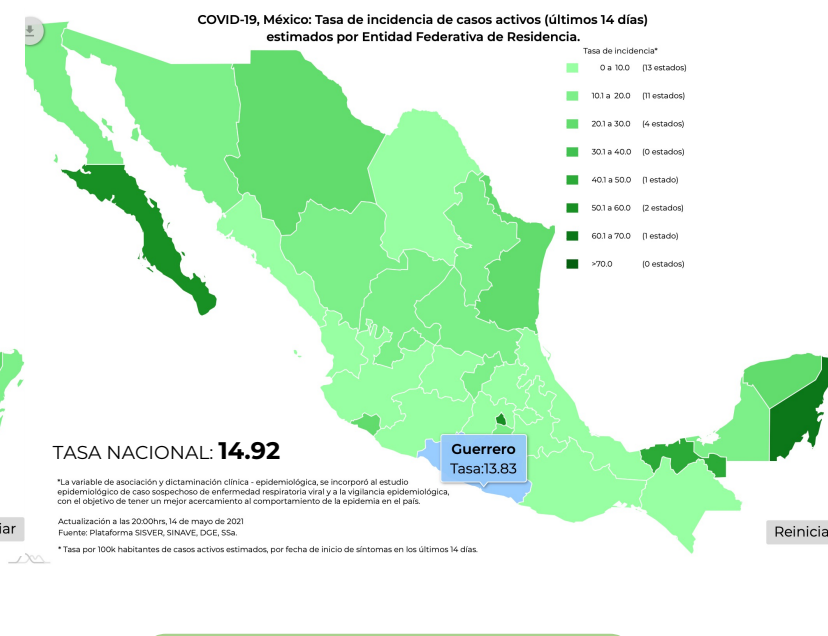 COVID-19, México: Tasa de incidencia de casos activos (últimos 14 días)
estimados por Entidad Federativa de Residencia.
Tasa de incidencia*
0 a 10.0 (13 estados)
10.1 a 20.0 (11 estados)
20.1 a 30.0 (4 estados)
30.1 a 40.0 (0 estados)
40.1 a 50.0 (1 estado)
50.1 a 60.0 (2 estados)
60.1 a 70.0 (1 estado)
>70.0 (0 estados)
Guerrero
Tasa:13.83
TASA NACIONAL: 14.92
*La variable de asociación y dictaminación clínica - epidemiológica, se incorporó al estudio
epidemiológico de caso sospechoso de enfermedad respiratoria viral y a la vigilancia epidemiológica,
con el objetivo de tener un mejor acercamiento al comportamiento de la epidemia en el país.
Actualización a las 20:00hrs, 14 de mayo de 2021
Fuente: Plataforma SISVER, SINAVE, DGE, SSa.
* Tasa por 100k habitantes de casos activos estimados, por fecha de inicio de síntomas en los últimos 14 días.
iar
Reinicia